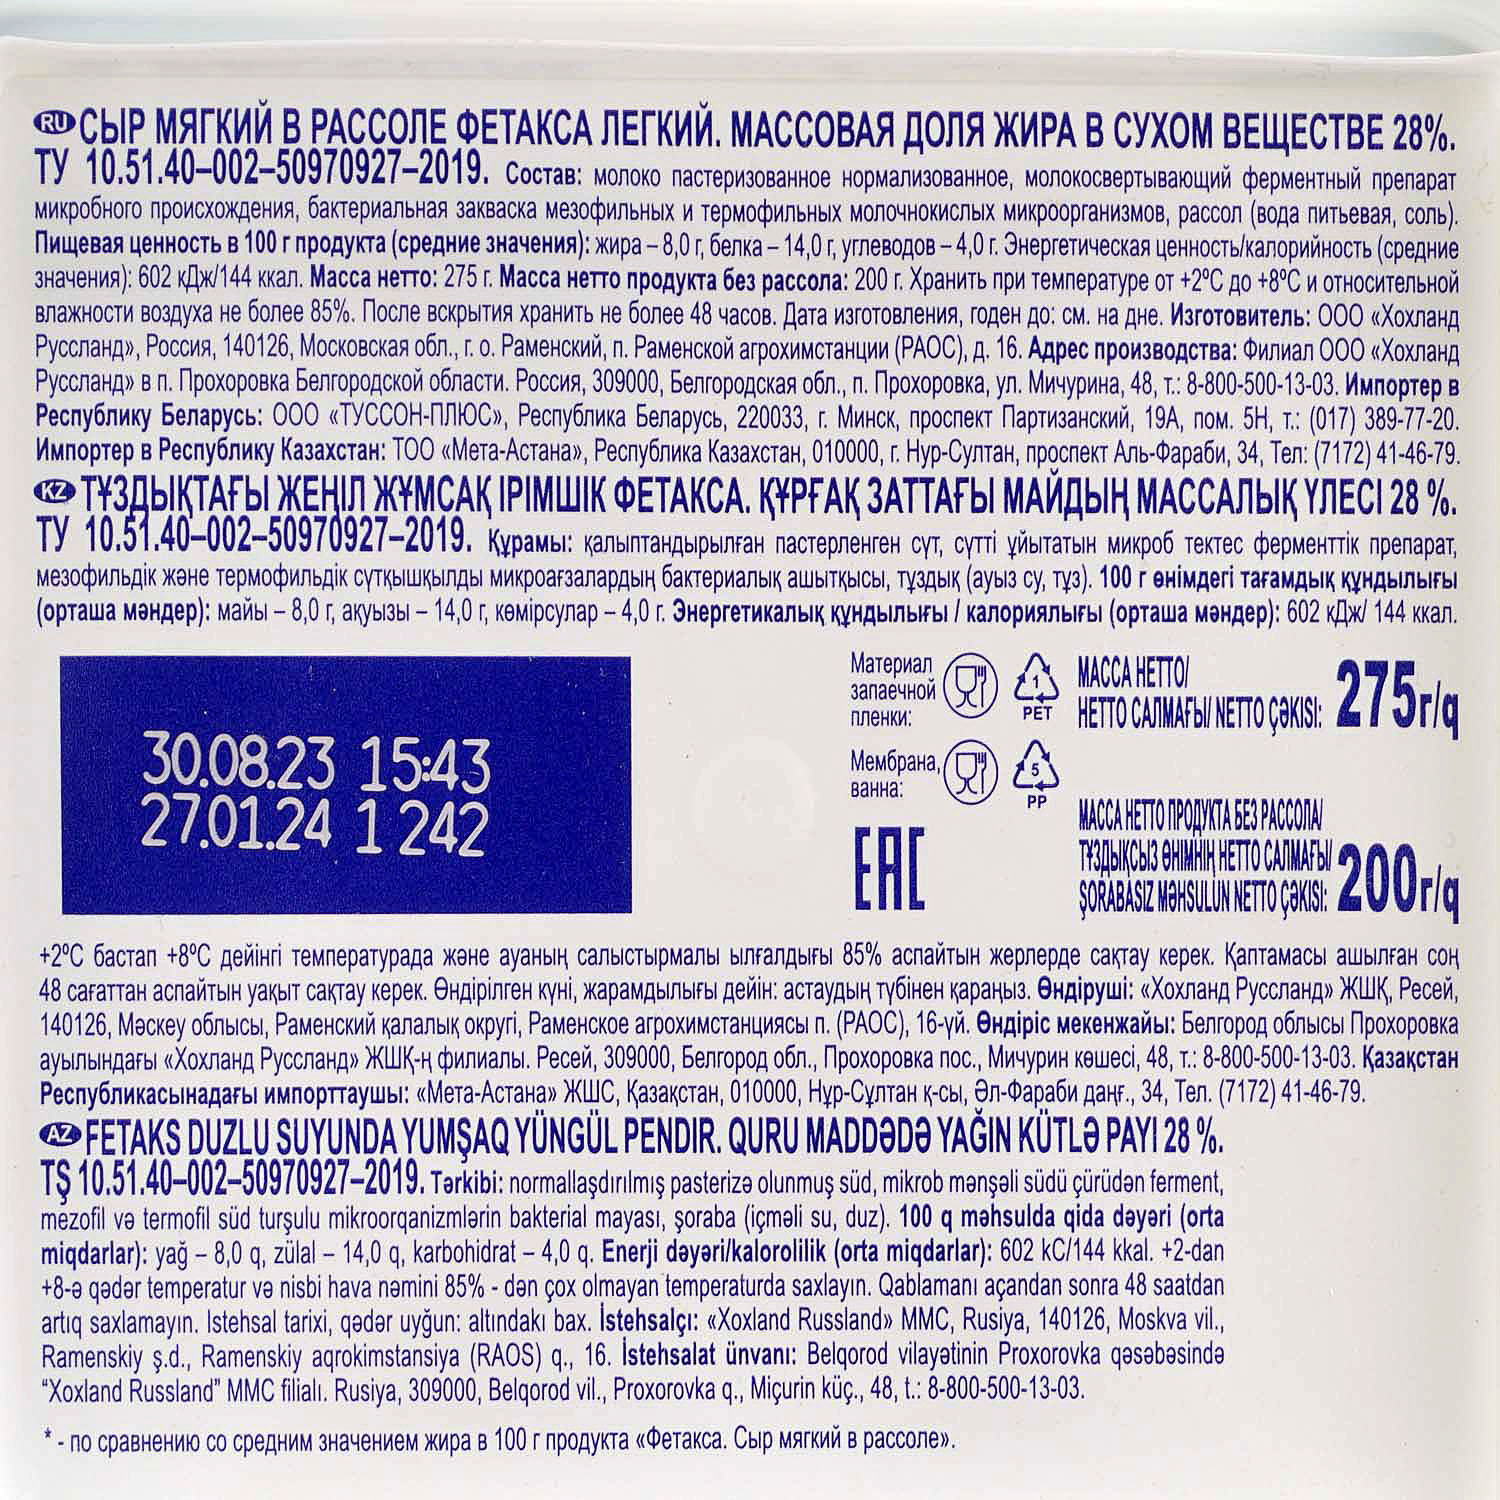 RU СЫР МЯГКИЙ В РАССОЛЕ ФЕТАКСА ЛЕГКИЙ. МАССОВАЯ ДОЛЯ ЖИРА В СУХОМ ВЕЩЕСТВЕ 28%.
ТУ 10.51.40–002–50970927–2019. Состав: молоко пастеризованное нормализованное, молокосвертывающий ферментный препарат
микробного происхождения, бактериальная закваска мезофильных и термофильных молочнокислых микроорганизмов, рассол (вода питьевая, соль).
Пищевая ценность в 100 г продукта (средние значения): жира – 8,0 г, белка – 14,0 г, углеводов – 4,0 г. Энергетическая ценность/калорийность (средние
значения): 602 кДж/144 ккал. Масса нетто: 275 г. Масса нетто продукта без рассола: 200 г. Хранить при температуре от +2°С до +8°С и относительной
влажности воздуха не более 85%. После вскрытия хранить не более 48 часов. Дата изготовления, годен до: см. на дне. Изготовитель: ООО «Хохланд
Руссланд», Россия, 140126, Московская обл., г. о. Раменский, п. Раменской агрохимстанции (РАОС), д. 16. Адрес производства: Филиал ООО «Хохланд
Руссланд» в п. Прохоровка Белгородской области. Россия, 309000, Белгородская обл., п. Прохоровка, ул. Мичурина, 48, т.: 8-800-500-13-03. Импортер в
Республику Беларусь: ООО «ТУССОН-ПЛЮС», Республика Беларусь, 220033, г. Минск, проспект Партизанский, 19А, пом. 5Н, т.: (017) 389-77-20.
Импортер в Республику Казахстан: ТОО «Мета-Астана», Республика Казахстан, 010000, г. Нур-Султан, проспект Аль-Фараби, 34, Тел: (7172) 41-46-79.
KZ ТҰЗДЫҚТАҒЫ ЖЕҢІЛ ЖҰМСАҚ ІРІМШІК ФЕТАКСА. ҚҰРҒАҚ ЗАТТАҒЫ МАЙДЫҢ МАССАЛЫҚ ҮЛЕСІ 28 %.
ТУ 10.51.40–002–50970927–2019. Құрамы: қалыптандырылған пастерленген сүт, сүтті ұйытатын микроб тектес ферменттік препарат,
мезофильдік және термофильдік сүтқышқылды микроағзалардың бактериалық ашытқысы, тұздық (ауыз су, тұз). 100 г өнімдегі тағамдық құндылығы
(орташа мәндер): майы – 8,0 г, ақуызы – 14,0 г, көмірсулар – 4,0 г. Энергетикалық құндылығы / калориялығы (орташа мәндер): 602 кДж/ 144 ккал.
30.08.23 15:43
27.01.24 1 242
Материал
запаечной
пленки:
1
PET
МАССА НЕТТО/
НЕТТО САЛМАҒЫ/ NETTO ÇƏKISI: 275г/q
Мембрана,
ванна:
5
PP
EAC
МАССА НЕТТО ПРОДУКТА БЕЗ РАССОЛА/
ТҰЗДЫҚСЫЗ ӨНІМНІҢ НЕТТО САЛМАҒЫ/
ŞORABASIZ MƏHSULUN NETTO ÇƏKISI: 200г/q
+2°С бастап +8°С дейінгі температурада және ауаның салыстырмалы ылғалдығы 85% аспайтын жерлерде сақтау керек. Қаптамасы ашылған соң
48 сағаттан аспайтын уақыт сақтау керек. Өндірілген күні, жарамдылығы дейін: астаудың түбінен қараңыз. Өндіруші: «Хохланд Руссланд» ЖШҚ, Ресей,
140126, Мәскеу облысы, Раменский қалалық округі, Раменское агрохимстанциясы п. (РАОС), 16-үй. Өндіріс мекенжайы: Белгород облысы Прохоровка
ауылындағы «Хохланд Руссланд» ЖШҚ-ң филиалы. Ресей, 309000, Белгород обл., Прохоровка пос., Мичурин көшесі, 48, т.: 8-800-500-13-03. Қазақстан
Республикасынадағы импорттаушы: «Мета-Астана» ЖШС, Қазақстан, 010000, Нұр-Сұлтан қ-сы, Әл-Фараби даңғ., 34, Тел. (7172) 41-46-79.
AZ FETAKS DUZLU SUYUNDA YUMŞAQ YÜNGÜL PENDIR. QURU MADDƏDƏ YAĞIN KÜTLƏ PAYI 28 %.
TŞ 10.51.40–002–50970927–2019. Tərkibi: normallaşdırılmış pasterizə olunmuş süd, mikrob mənşəli südü çürüdən ferment,
mezofil və termofil süd turşulu mikroorqanizmlərin bakterial mayası, şoraba (içməli su, duz). 100 q məhsulda qida dəyəri (orta
miqdarlar): yağ – 8,0 q, zülal – 14,0 q, karbohidrat – 4,0 q. Enerji dəyəri/kalorolilik (orta miqdarlar): 602 kC/144 kkal. +2-dan
+8-ə qədər temperatur və nisbi hava nəmini 85% - dən çox olmayan temperaturda saxlayın. Qablamanı açandan sonra 48 saatdan
artıq saxlamayın. Istehsal tarixi, qədər uyğun: altındakı bax. İstehsalçı: «Xoxland Russland» MMC, Rusiya, 140126, Moskva vil.,
Ramenskiy ş.d., Ramenskiy aqrokimstansiya (RAOS) q., 16. İstehsalat ünvanı: Belqorod vilayətinin Proxorovka qəsəbəsində
“Xoxland Russland” MMC filialı. Rusiya, 309000, Belqorod vil., Proxorovka q., Miçurin küç., 48, t.: 8-800-500-13-03.
* - по сравнению со средним значением жира в 100 г продукта «Фетакса. Сыр мягкий в рассоле».